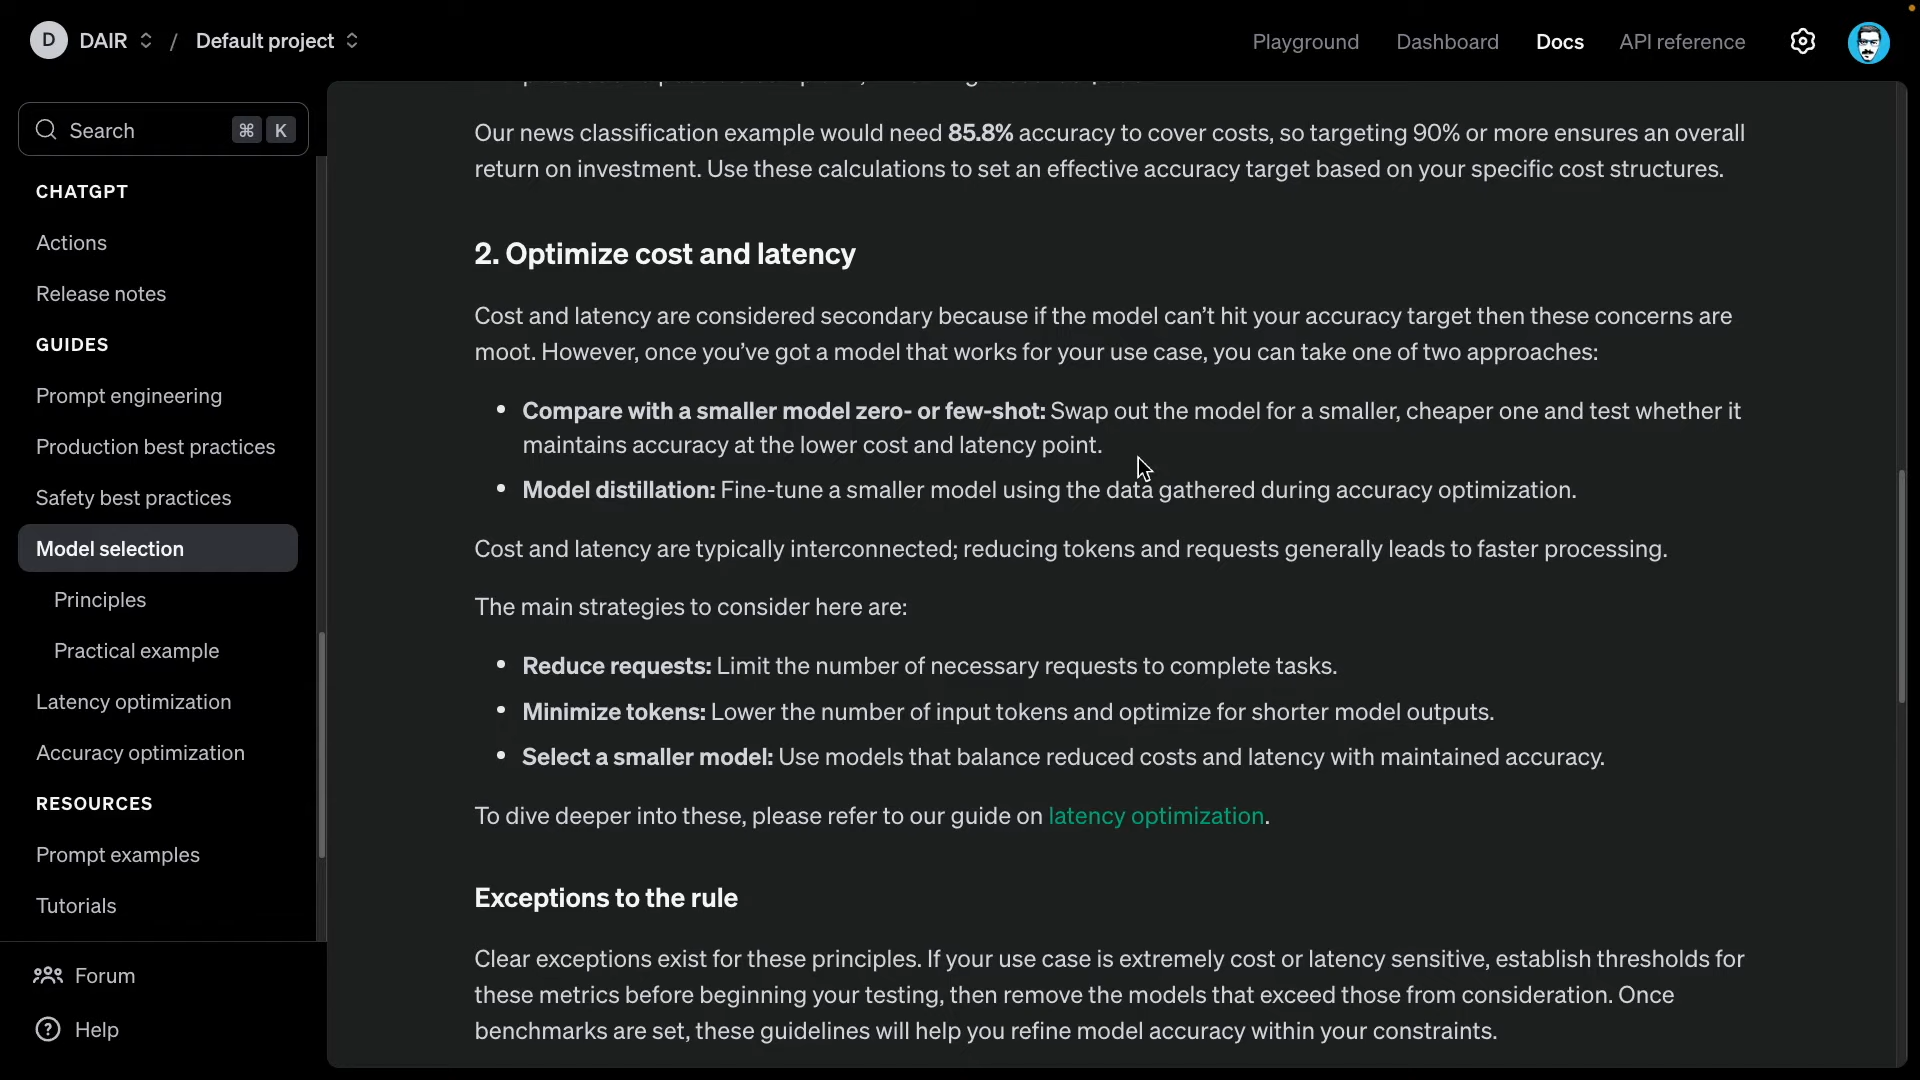 D DAIR / Default project
Playground Dashboard Docs API reference
Search ⌘ K
CHATGPT
Actions
Release notes
GUIDES
Prompt engineering
Production best practices
Safety best practices
Model selection
Principles
Practical example
Latency optimization
Accuracy optimization
RESOURCES
Prompt examples
Tutorials
Forum
Help
Our news classification example would need 85.8% accuracy to cover costs, so targeting 90% or more ensures an overall
return on investment. Use these calculations to set an effective accuracy target based on your specific cost structures.
2. Optimize cost and latency
Cost and latency are considered secondary because if the model can’t hit your accuracy target then these concerns are
moot. However, once you’ve got a model that works for your use case, you can take one of two approaches:
• Compare with a smaller model zero- or few-shot: Swap out the model for a smaller, cheaper one and test whether it
maintains accuracy at the lower cost and latency point.
• Model distillation: Fine-tune a smaller model using the data gathered during accuracy optimization.
Cost and latency are typically interconnected; reducing tokens and requests generally leads to faster processing.
The main strategies to consider here are:
• Reduce requests: Limit the number of necessary requests to complete tasks.
• Minimize tokens: Lower the number of input tokens and optimize for shorter model outputs.
• Select a smaller model: Use models that balance reduced costs and latency with maintained accuracy.
To dive deeper into these, please refer to our guide on latency optimization.
Exceptions to the rule
Clear exceptions exist for these principles. If your use case is extremely cost or latency sensitive, establish thresholds for
these metrics before beginning your testing, then remove the models that exceed those from consideration. Once
benchmarks are set, these guidelines will help you refine model accuracy within your constraints.